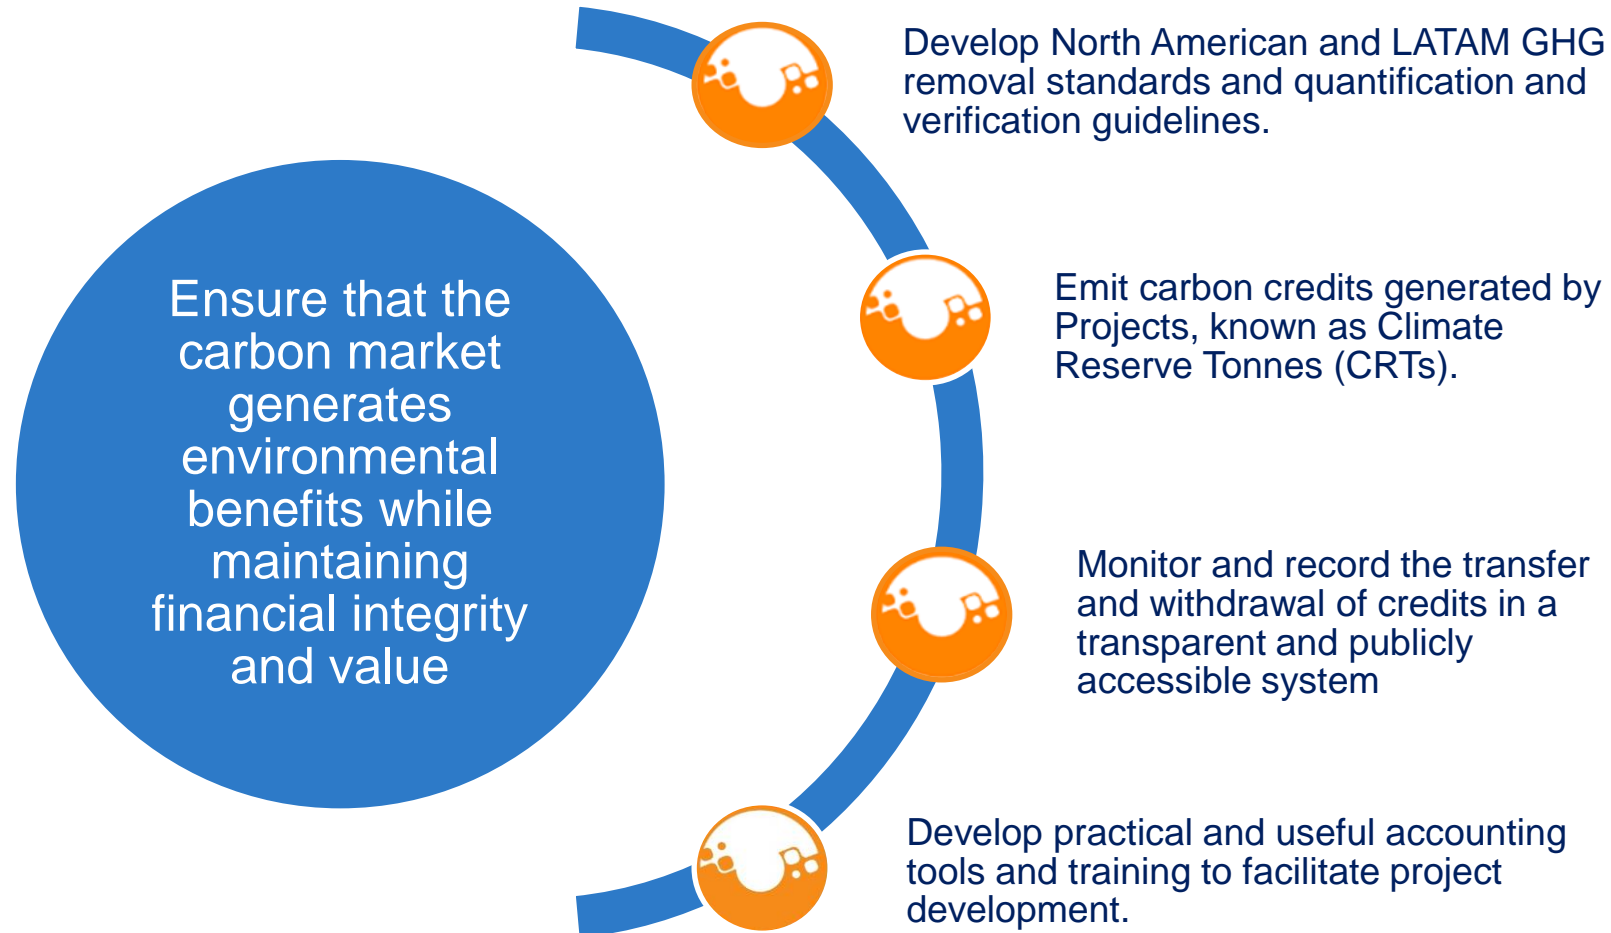 Ensure that the
carbon market
generates
environmental
benefits while
maintaining
financial integrity
and value
Develop North American and LATAM GHG
removal standards and quantification and
verification guidelines.
Emit carbon credits generated by
Projects, known as Climate
Reserve Tonnes (CRTs).
Monitor and record the transfer
and withdrawal of credits in a
transparent and publicly
accessible system
Develop practical and useful accounting
tools and training to facilitate project
development.